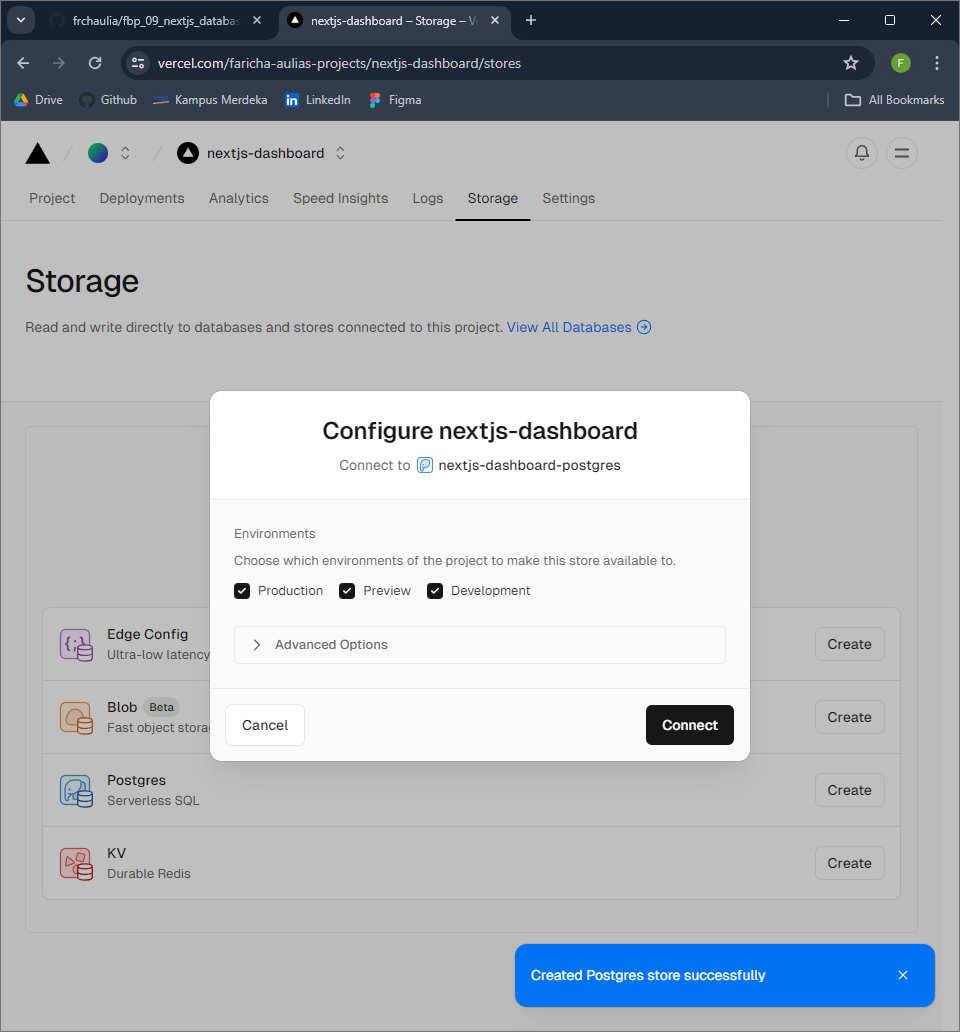 frchaulia/fbp_09_nextjs_databas
nextjs-dashboard – Storage – Ve
vercel.com/faricha-aulias-projects/nextjs-dashboard/stores
F
Drive
Github
Kampus Merdeka
LinkedIn
Figma
All Bookmarks
nextjs-dashboard
Project
Deployments
Analytics
Speed Insights
Logs
Storage
Settings
Storage
Read and write directly to databases and stores connected to this project. View All Databases
Configure nextjs-dashboard
Connect to nextjs-dashboard-postgres
Environments
Choose which environments of the project to make this store available to.
Production
Preview
Development
Advanced Options
Cancel
Connect
Edge Config
Ultra-low latency
Create
Blob Beta
Fast object storag
Create
Postgres
Serverless SQL
Create
KV
Durable Redis
Create
Created Postgres store successfully